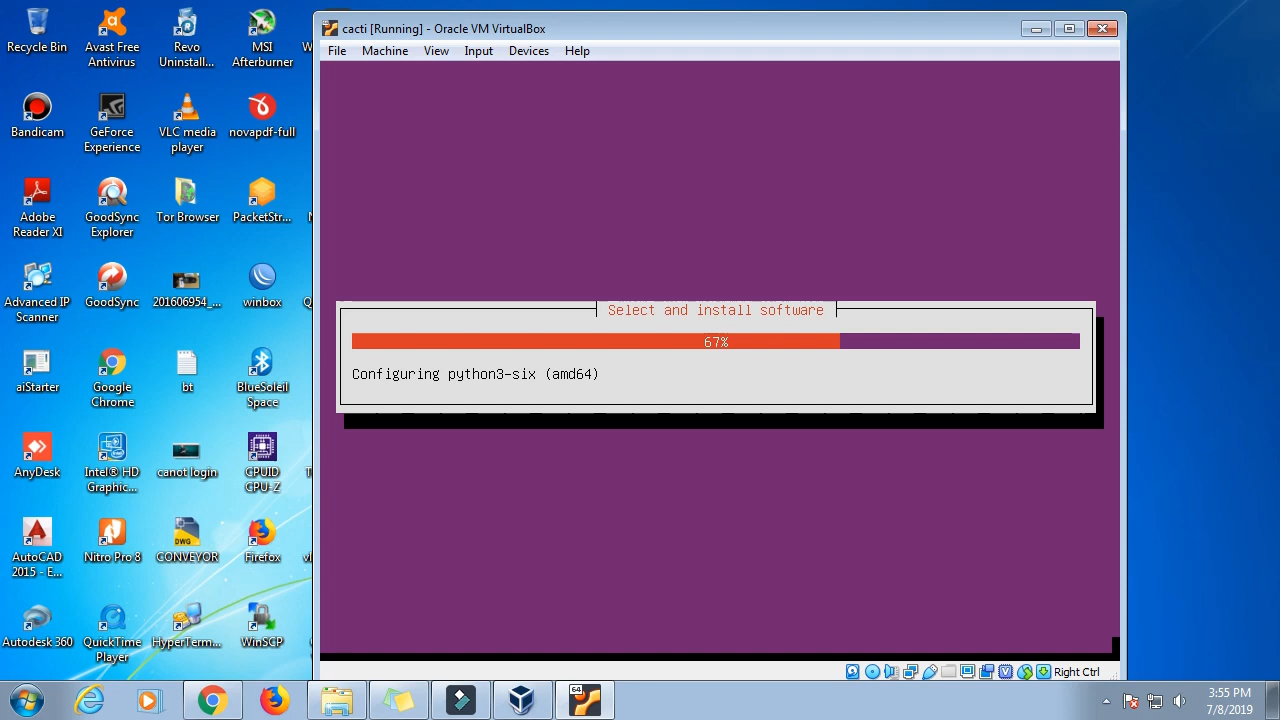 cacti [Running] - Oracle VM VirtualBox
File Machine View Input Devices Help
Recycle Bin
Avast Free
Antivirus
Revo
Uninstall...
MSI
Afterburner
Bandicam
GeForce
Experience
VLC media
player
novapdf-full
Adobe
Reader XI
GoodSync
Explorer
Tor Browser
PacketStr...
Advanced IP
Scanner
GoodSync
201606954_...
winbox
aiStarter
Google
Chrome
bt
BlueSoleil
Space
AnyDesk
Intel® HD
Graphic...
canot login
CPUID
CPU-Z
AutoCAD
2015 - E...
Nitro Pro 8
DWG
CONVEYOR
Firefox
Autodesk 360
QuickTime
Player
HyperTerm...
WinSCP
Select and install software
67%
Configuring python3-six (amd64)
Right Ctrl
64
3:55 PM
7/8/2019